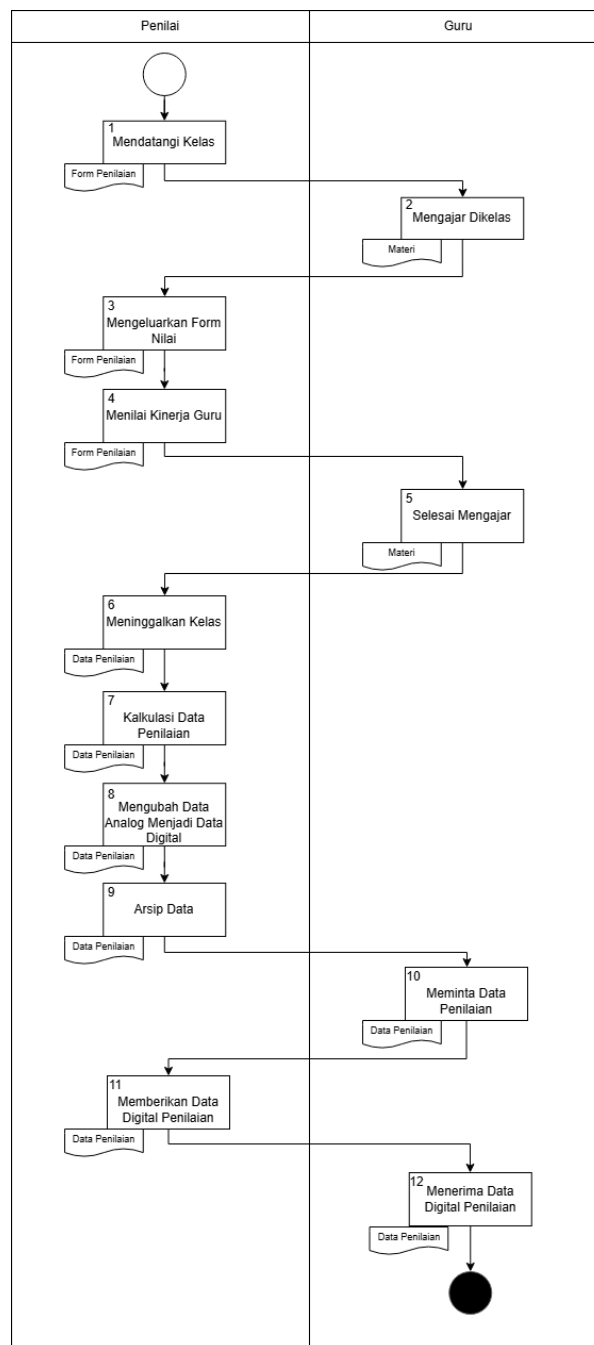 Penilai
Guru
1
Mendatangi Kelas
Form Penilaian
2
Mengajar Dikelas
Materi
3
Mengeluarkan Form
Nilai
Form Penilaian
4
Menilai Kinerja Guru
Form Penilaian
5
Selesai Mengajar
Materi
6
Meninggalkan Kelas
Data Penilaian
7
Kalkulasi Data
Penilaian
Data Penilaian
8
Mengubah Data
Analog Menjadi Data
Digital
Data Penilaian
9
Arsip Data
Data Penilaian
10
Meminta Data
Penilaian
Data Penilaian
11
Memberikan Data
Digital Penilaian
Data Penilaian
12
Menerima Data
Digital Penilaian
Data Penilaian